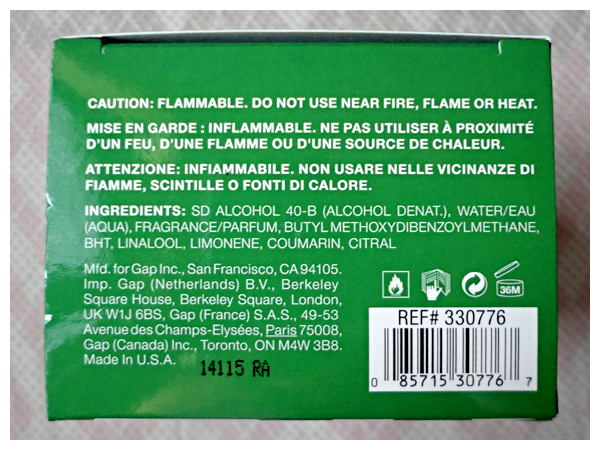 CAUTION: FLAMMABLE. DO NOT USE NEAR FIRE, FLAME OR HEAT.
MISE EN GARDE : INFLAMMABLE. NE PAS UTILISER À PROXIMITÉ
D'UN FEU, D'UNE FLAMME OU D'UNE SOURCE DE CHALEUR.
ATTENZIONE: INFIAMMABILE. NON USARE NELLE VICINANZE DI
FIAMME, SCINTILLE O FONTI DI CALORE.
INGREDIENTS: SD ALCOHOL 40-B (ALCOHOL DENAT.), WATER/EAU
(AQUA), FRAGRANCE/PARFUM, BUTYL METHOXYDIBENZOYLMETHANE,
BHT, LINALOOL, LIMONENE, COUMARIN, CITRAL
Mfd. for Gap Inc., San Francisco, CA 94105.
Imp. Gap (Netherlands) B.V., Berkeley
Square House, Berkeley Square, London,
UK W1J 6BS, Gap (France) S.A.S., 49-53
Avenue des Champs-Elysées, Paris 75008,
Gap (Canada) Inc., Toronto, ON M4W 3B8.
Made In U.S.A.
14115 RA
36M
REF# 330776
0 85715 30776 7